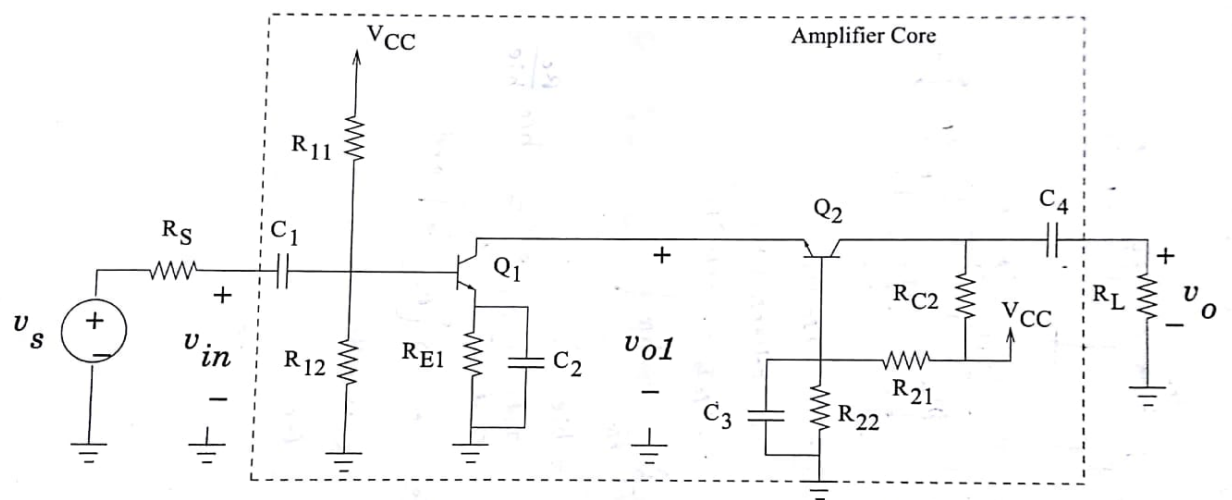 Amplifier Core
VCC
R11
RS
C1
Q1
Q2
C4
+
vs
+
−
+
vin
−
R12
RE1
C2
+
vo1
−
C3
R22
R21
RC2
VCC
RL
+
vo
−